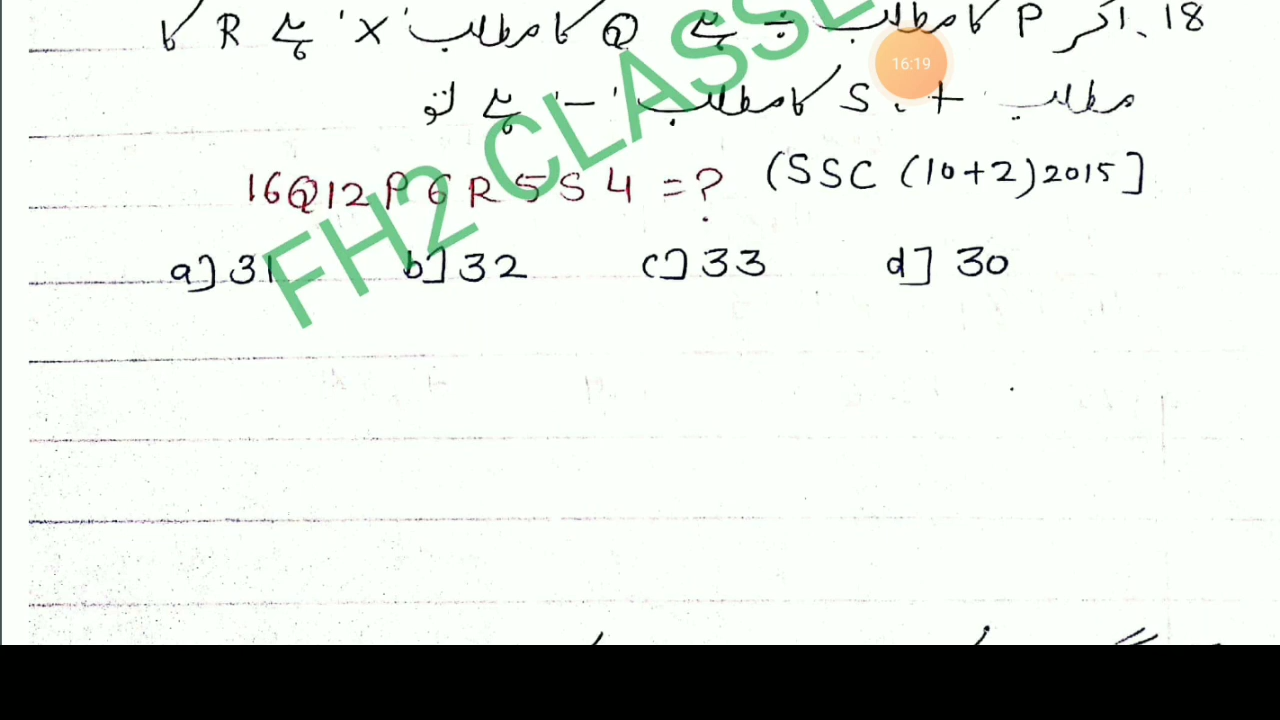 18. اگر P کا مطلب ÷ ہے Q کا مطلب 'x' ہے R کا
مطلب + ، S کا مطلب '-' ہے تو
16Q12P6R5S4 =? (SSC (10+2) 2015]
a] 31 b] 32 c] 33 d] 30
FH2 CLASSE
16:19